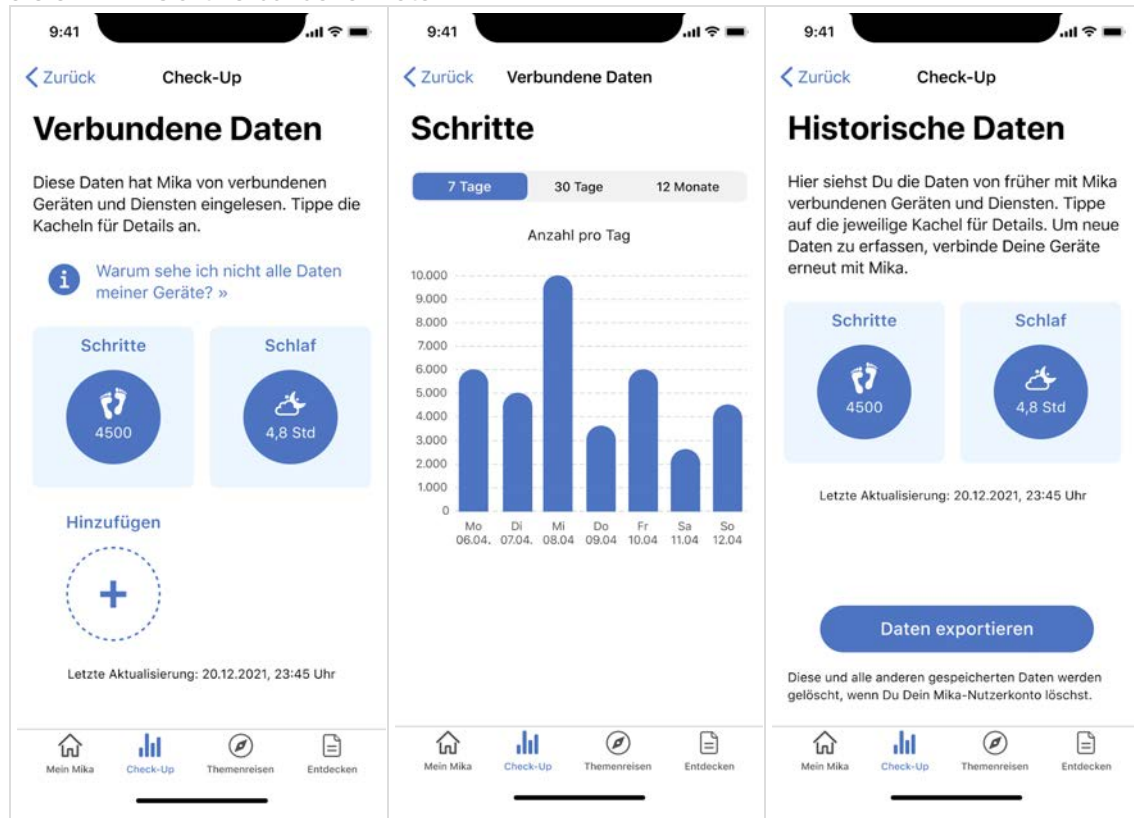 9:41
Zurück Check-Up
Verbundene Daten
Diese Daten hat Mika von verbundenen
Geräten und Diensten eingelesen. Tippe die
Kacheln für Details an.
i Warum sehe ich nicht alle Daten
meiner Geräte? »
Schritte Schlaf
4500 4,8 Std
Hinzufügen
+
Letzte Aktualisierung: 20.12.2021, 23:45 Uhr
Mein Mika Check-Up Themenreisen Entdecken
9:41
Zurück Verbundene Daten
Schritte
7 Tage 30 Tage 12 Monate
Anzahl pro Tag
10.000
9.000
8.000
7.000
6.000
5.000
4.000
3.000
2.000
1.000
0
Mo Di Mi Do Fr Sa So
06.04. 07.04. 08.04 09.04 10.04 11.04 12.04
Mein Mika Check-Up Themenreisen Entdecken
9:41
Zurück Check-Up
Historische Daten
Hier siehst Du die Daten von früher mit Mika
verbundenen Geräten und Diensten. Tippe
auf die jeweilige Kachel für Details. Um neue
Daten zu erfassen, verbinde Deine Geräte
erneut mit Mika.
Schritte Schlaf
4500 4,8 Std
Letzte Aktualisierung: 20.12.2021, 23:45 Uhr
Daten exportieren
Diese und alle anderen gespeicherten Daten werden
gelöscht, wenn Du Dein Mika-Nutzerkonto löschst.
Mein Mika Check-Up Themenreisen Entdecken